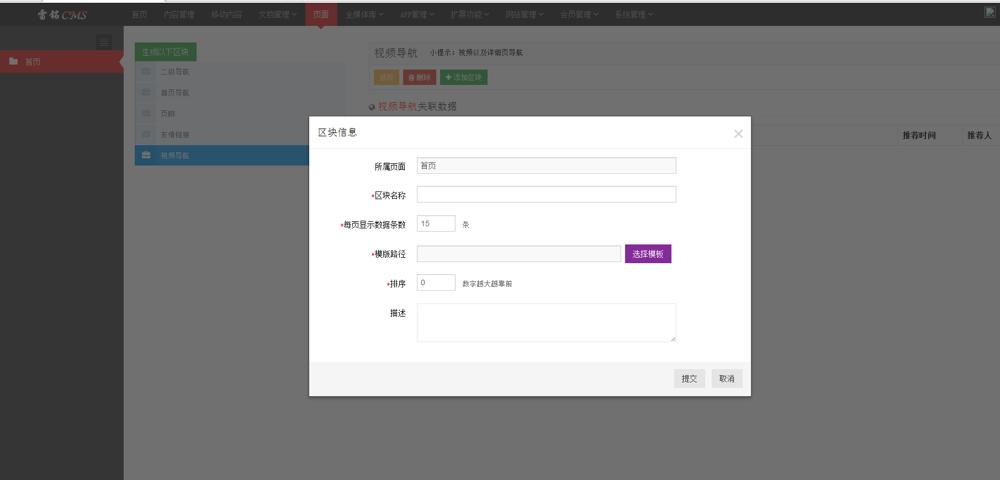 雷铭CMS
首页 内容管理 移动内容 文档管理 页面 全媒体库 APP管理 扩展功能 网站管理 会员管理 系统管理
首页
生成以下区块
二级导航
首页导航
页脚
友情链接
视频导航
视频导航 小提示：视频以及详细页导航
修改 删除 添加区块
视频导航关联数据
推荐时间 推荐人
区块信息
所属页面 首页
*区块名称
*每页显示数据条数 15 条
*模版路径 选择模板
*排序 0 数字越大越靠前
描述
提交 取消